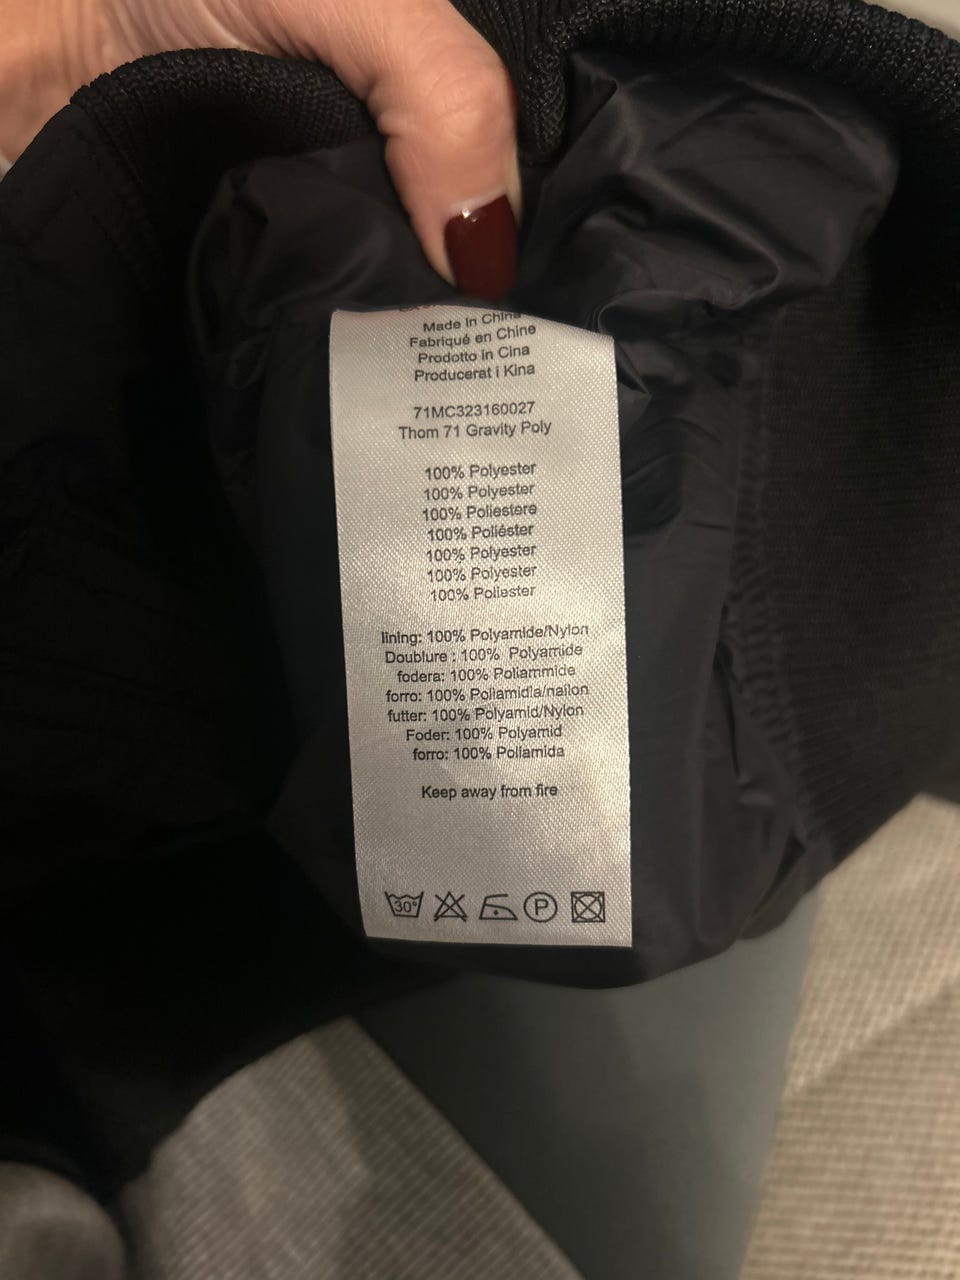 Made In China
Fabriqué en Chine
Prodotto in Cina
Producerat i Kina
71MC323160027
Thom 71 Gravity Poly
100% Polyester
100% Polyester
100% Poliestere
100% Poliéster
100% Polyester
100% Polyester
100% Poliester
lining: 100% Polyamide/Nylon
Doublure : 100% Polyamide
fodera: 100% Poliammide
forro: 100% Poliamidia/nailon
futter: 100% Polyamid/Nylon
Foder: 100% Polyamid
forro: 100% Poliamida
Keep away from fire
30° P